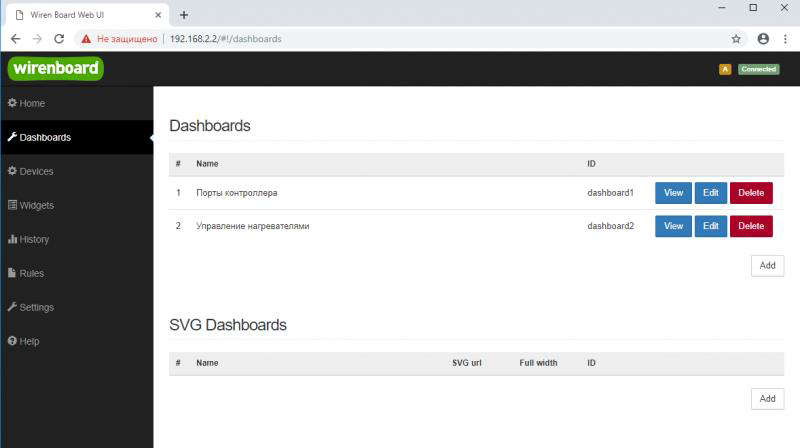 Wiren Board Web UI
Не защищено 192.168.2.2/#!/dashboards
wirenboard A Connected
Home
Dashboards
Devices
Widgets
History
Rules
Settings
Help
Dashboards
# Name ID
1 Порты контроллера dashboard1 View Edit Delete
2 Управление нагревателями dashboard2 View Edit Delete
Add
SVG Dashboards
# Name SVG url Full width ID
Add